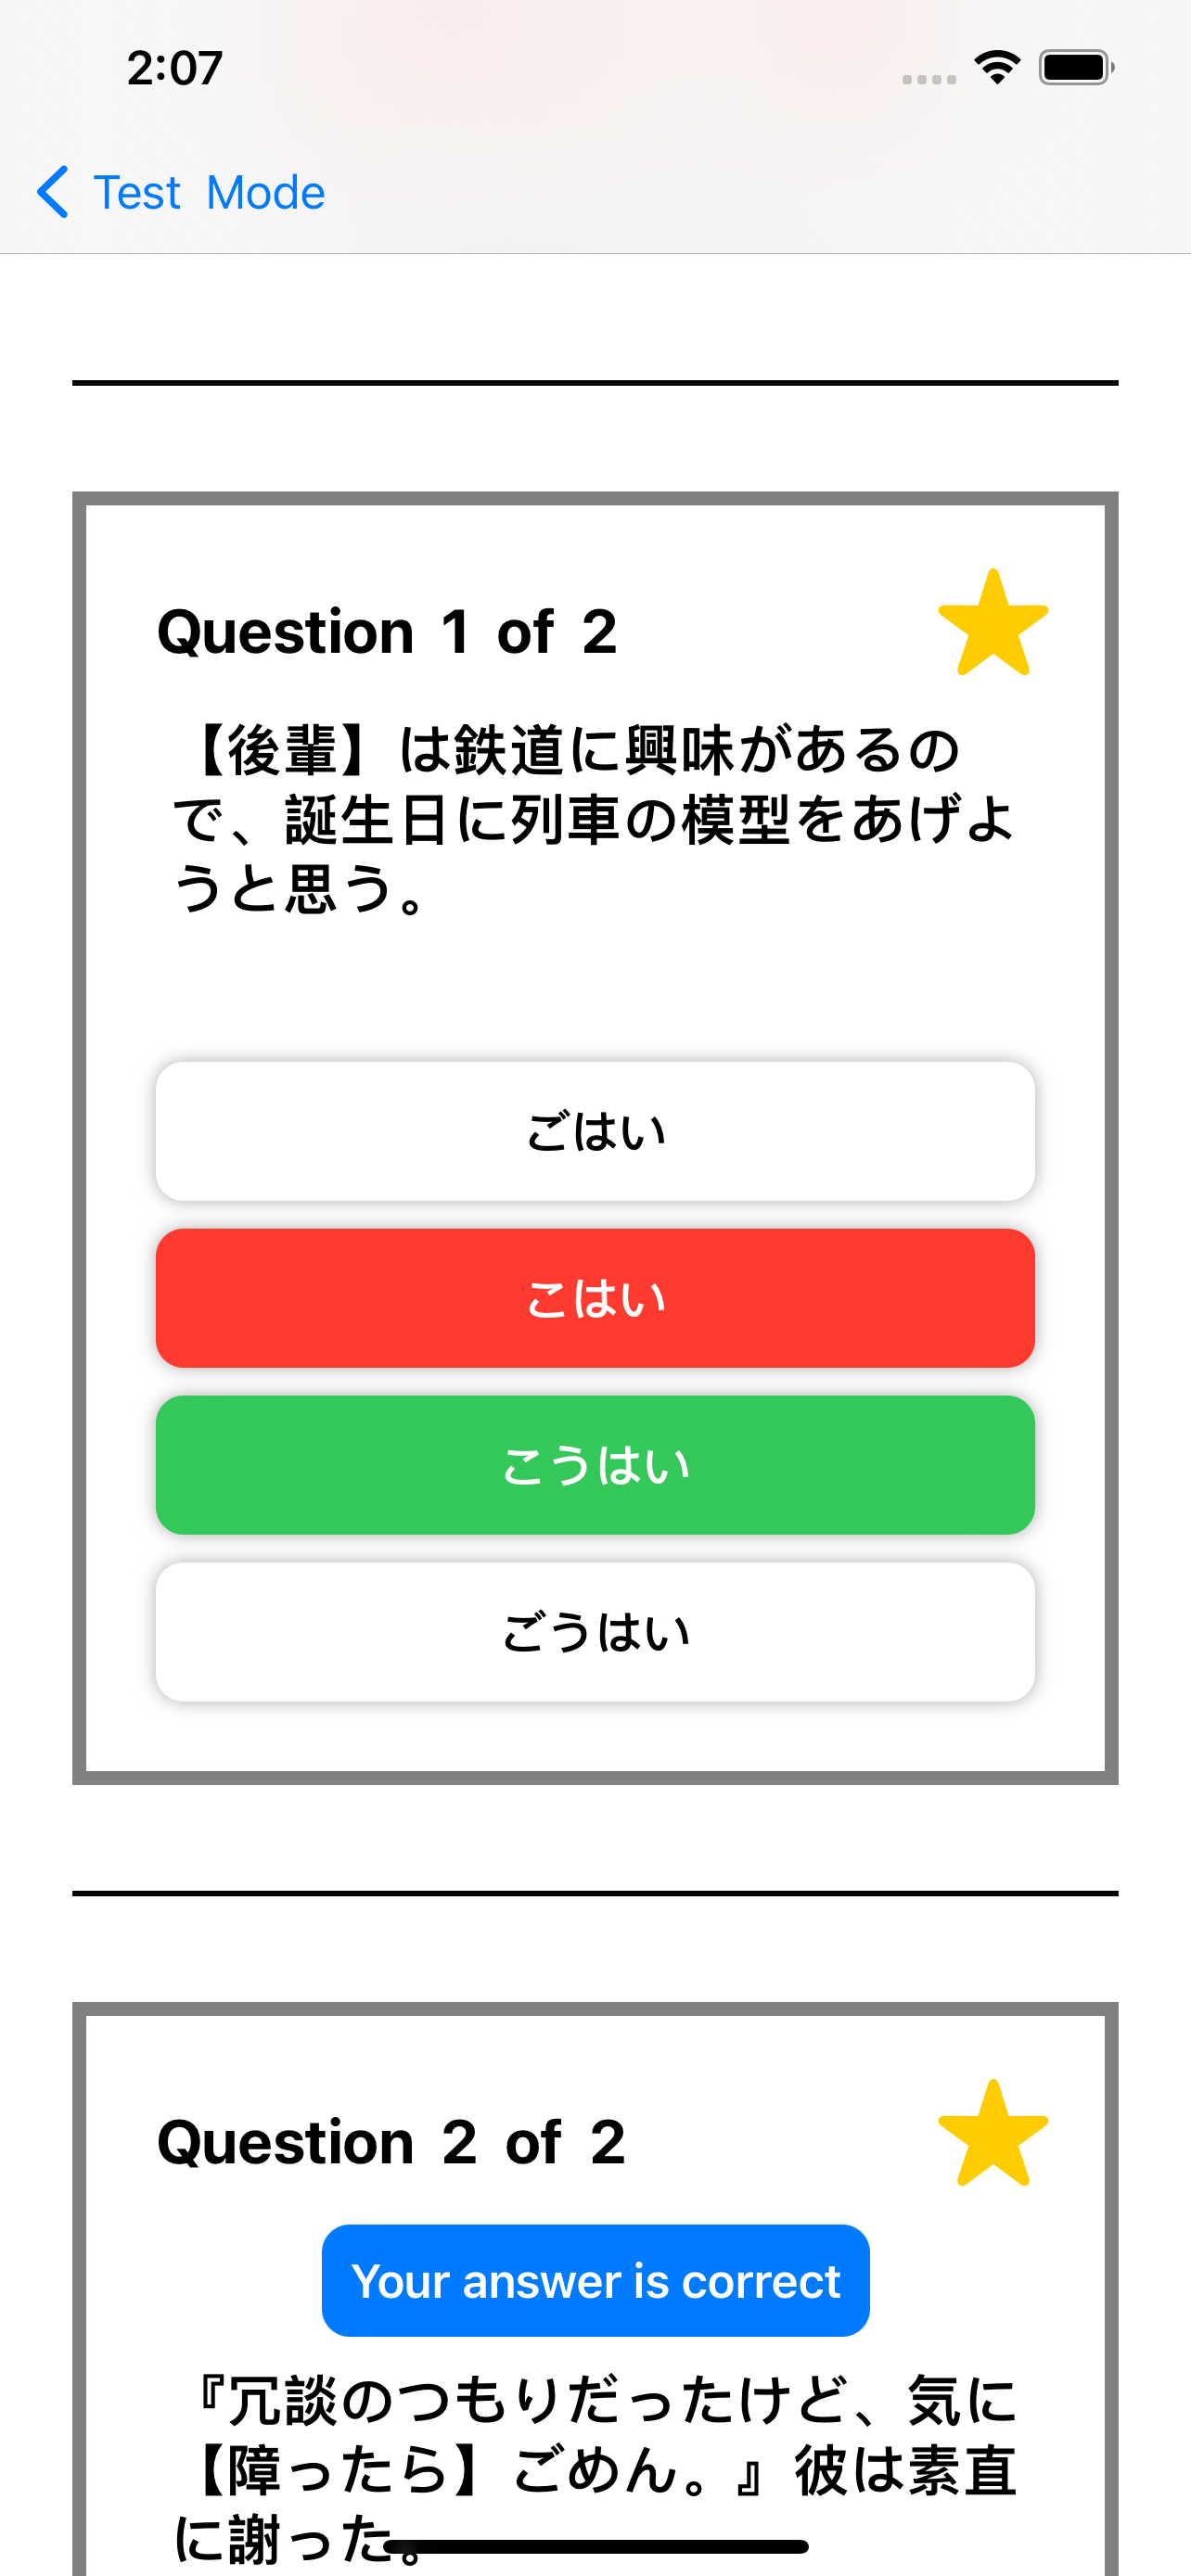 2:07
Test Mode
Question 1 of 2
【後輩】は鉄道に興味があるの
で、誕生日に列車の模型をあげよ
うと思う。
ごはい
こはい
こうはい
ごうはい
Question 2 of 2
Your answer is correct
『冗談のつもりだったけど、気に
【障ったら】ごめん。』彼は素直
に謝った。